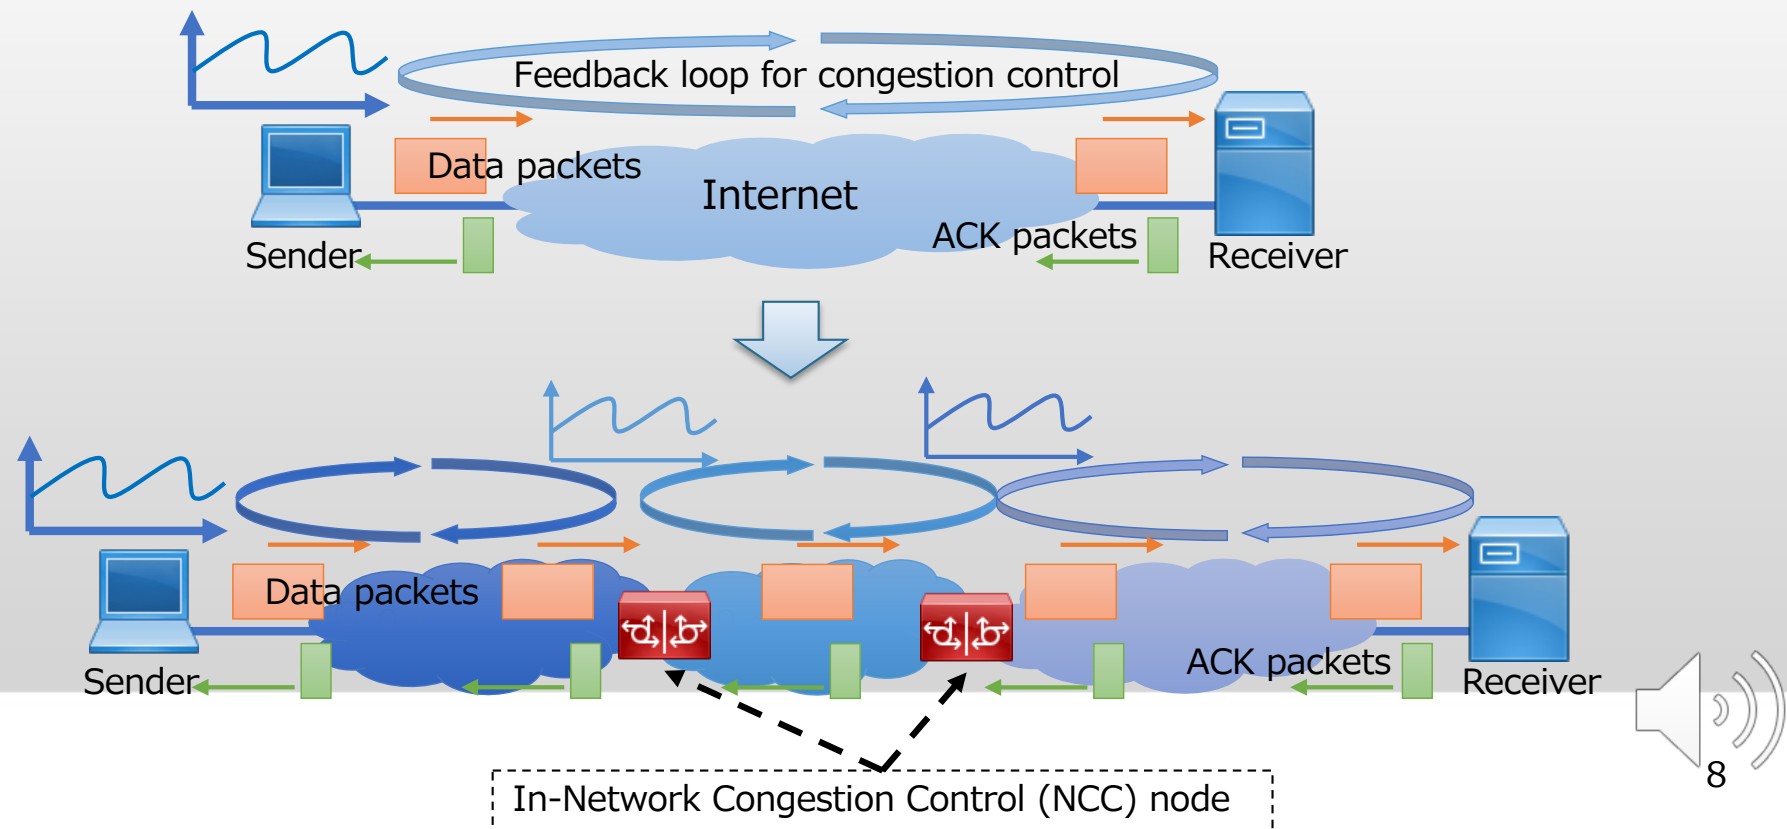 Feedback loop for congestion control
Data packets
Internet
ACK packets
Sender
Receiver
Data packets
ACK packets
Sender
Receiver
In-Network Congestion Control (NCC) node
8